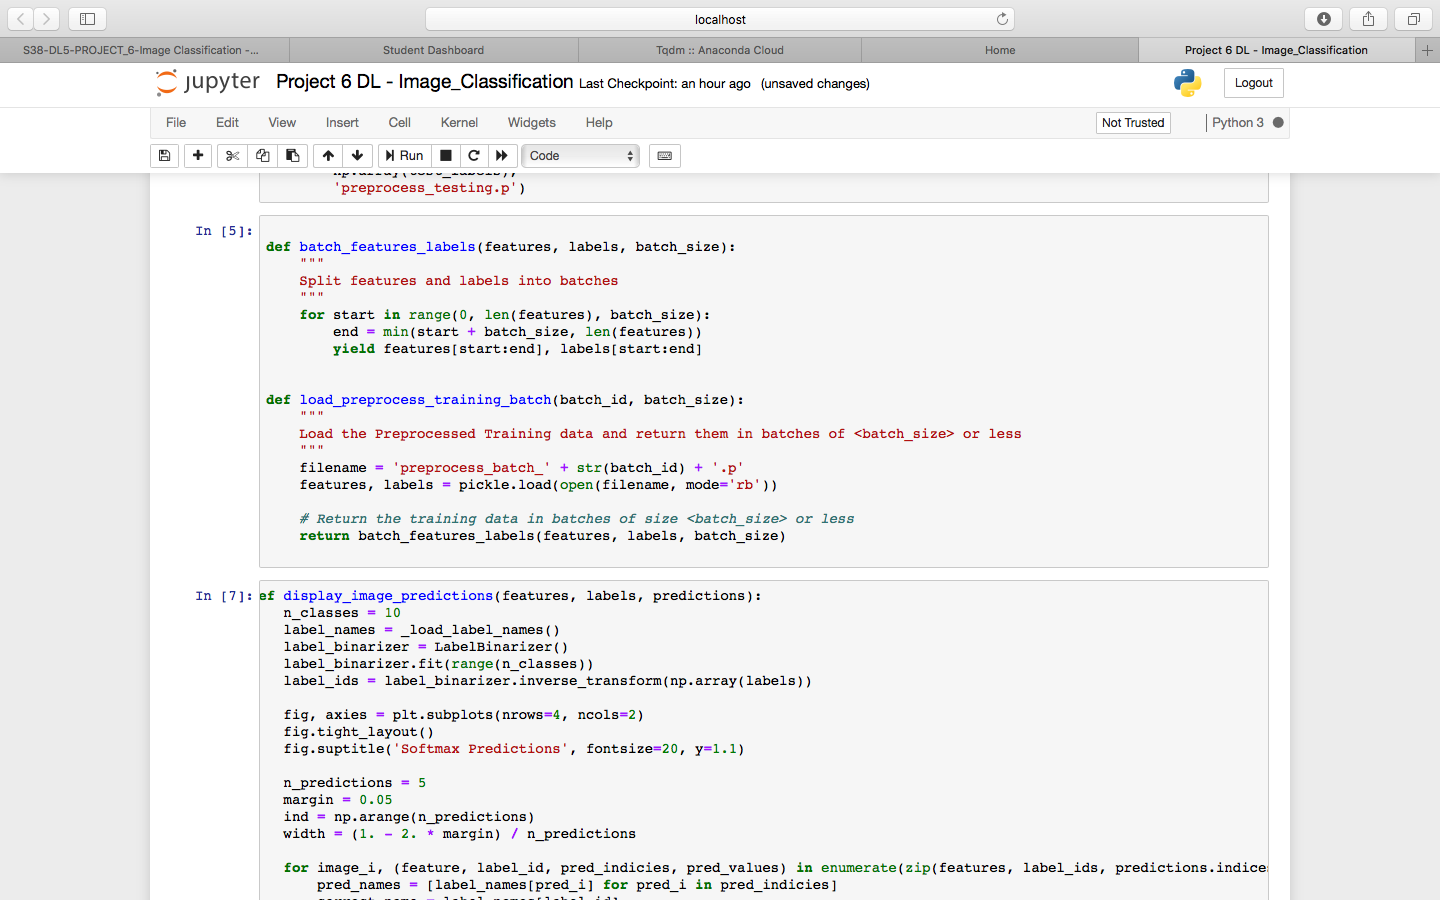 localhost
S38-DL5-PROJECT_6-Image Classification -...
Student Dashboard
Tqdm :: Anaconda Cloud
Home
Project 6 DL - Image_Classification
jupyter
Project 6 DL - Image_Classification Last Checkpoint: an hour ago (unsaved changes)
Logout
File Edit View Insert Cell Kernel Widgets Help
Not Trusted
Python 3
Run
Code
'preprocess_testing.p')
In [5]:
def batch_features_labels(features, labels, batch_size):
"""
Split features and labels into batches
"""
for start in range(0, len(features), batch_size):
end = min(start + batch_size, len(features))
yield features[start:end], labels[start:end]
def load_preprocess_training_batch(batch_id, batch_size):
"""
Load the Preprocessed Training data and return them in batches of <batch_size> or less
"""
filename = 'preprocess_batch_' + str(batch_id) + '.p'
features, labels = pickle.load(open(filename, mode='rb'))
# Return the training data in batches of size <batch_size> or less
return batch_features_labels(features, labels, batch_size)
In [7]:
ef display_image_predictions(features, labels, predictions):
n_classes = 10
label_names = _load_label_names()
label_binarizer = LabelBinarizer()
label_binarizer.fit(range(n_classes))
label_ids = label_binarizer.inverse_transform(np.array(labels))
fig, axies = plt.subplots(nrows=4, ncols=2)
fig.tight_layout()
fig.suptitle('Softmax Predictions', fontsize=20, y=1.1)
n_predictions = 5
margin = 0.05
ind = np.arange(n_predictions)
width = (1. - 2. * margin) / n_predictions
for image_i, (feature, label_id, pred_indicies, pred_values) in enumerate(zip(features, label_ids, predictions.indice
pred_names = [label_names[pred_i] for pred_i in pred_indicies]